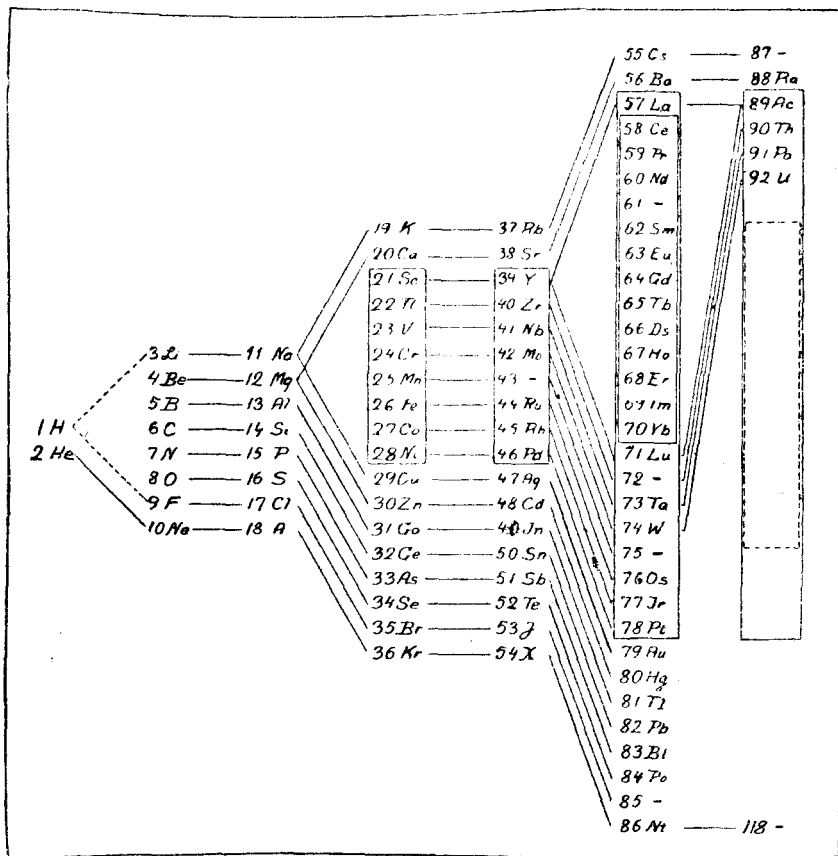 1 H
2 He
3 Li
4 Be
5 B
6 C
7 N
8 O
9 F
10 Ne
11 Na
12 Mg
13 Al
14 Si
15 P
16 S
17 Cl
18 A
19 K
20 Ca
21 Sc
22 Ti
23 V
24 Cr
25 Mn
26 Fe
27 Co
28 Ni
29 Cu
30 Zn
31 Ga
32 Ge
33 As
34 Se
35 Br
36 Kr
37 Rb
38 Sr
39 Y
40 Zr
41 Nb
42 Mo
43 -
44 Ru
45 Rh
46 Pd
47 Ag
48 Cd
49 Jn
50 Sn
51 Sb
52 Te
53 J
54 X
55 Cs
56 Ba
57 La
58 Ce
59 Pr
60 Nd
61 -
62 Sm
63 Eu
64 Gd
65 Tb
66 Ds
67 Ho
68 Er
69 Tm
70 Yb
71 Lu
72 -
73 Ta
74 W
75 -
76 Os
77 Jr
78 Pt
79 Au
80 Hg
81 Tl
82 Pb
83 Bi
84 Po
85 -
86 Nt
87 -
88 Ra
89 Ac
90 Th
91 Pa
92 U
118 -